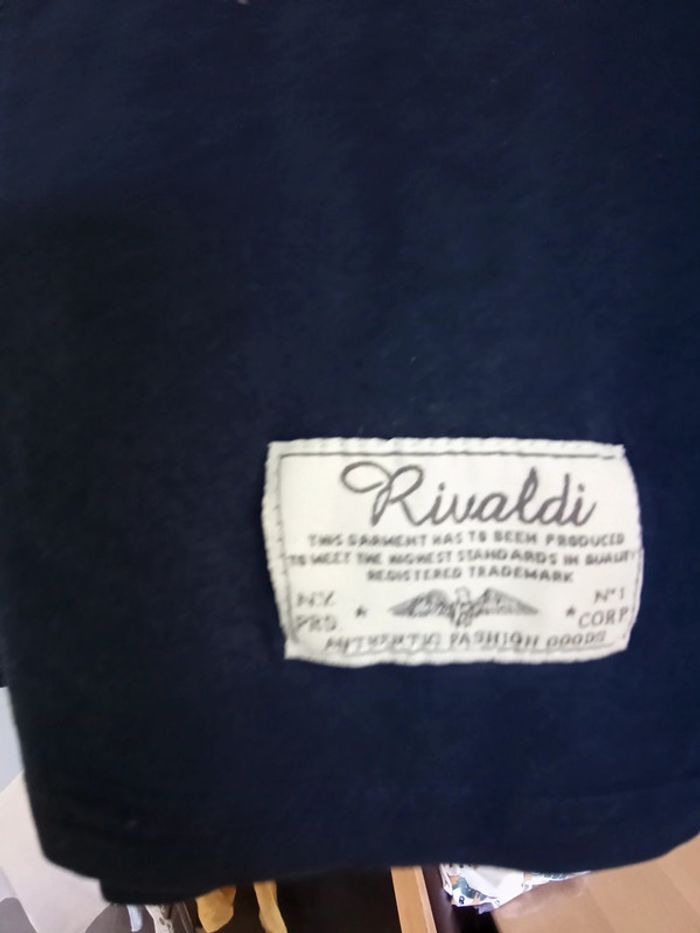 Rivaldi
THIS GARMENT HAS TO BEEN PRODUCED
TO MEET THE HIGHEST STANDARDS IN QUALITY
REGISTERED TRADEMARK
N.Y. N°1
PRD. CORP
AUTHENTIC FASHION GOODS